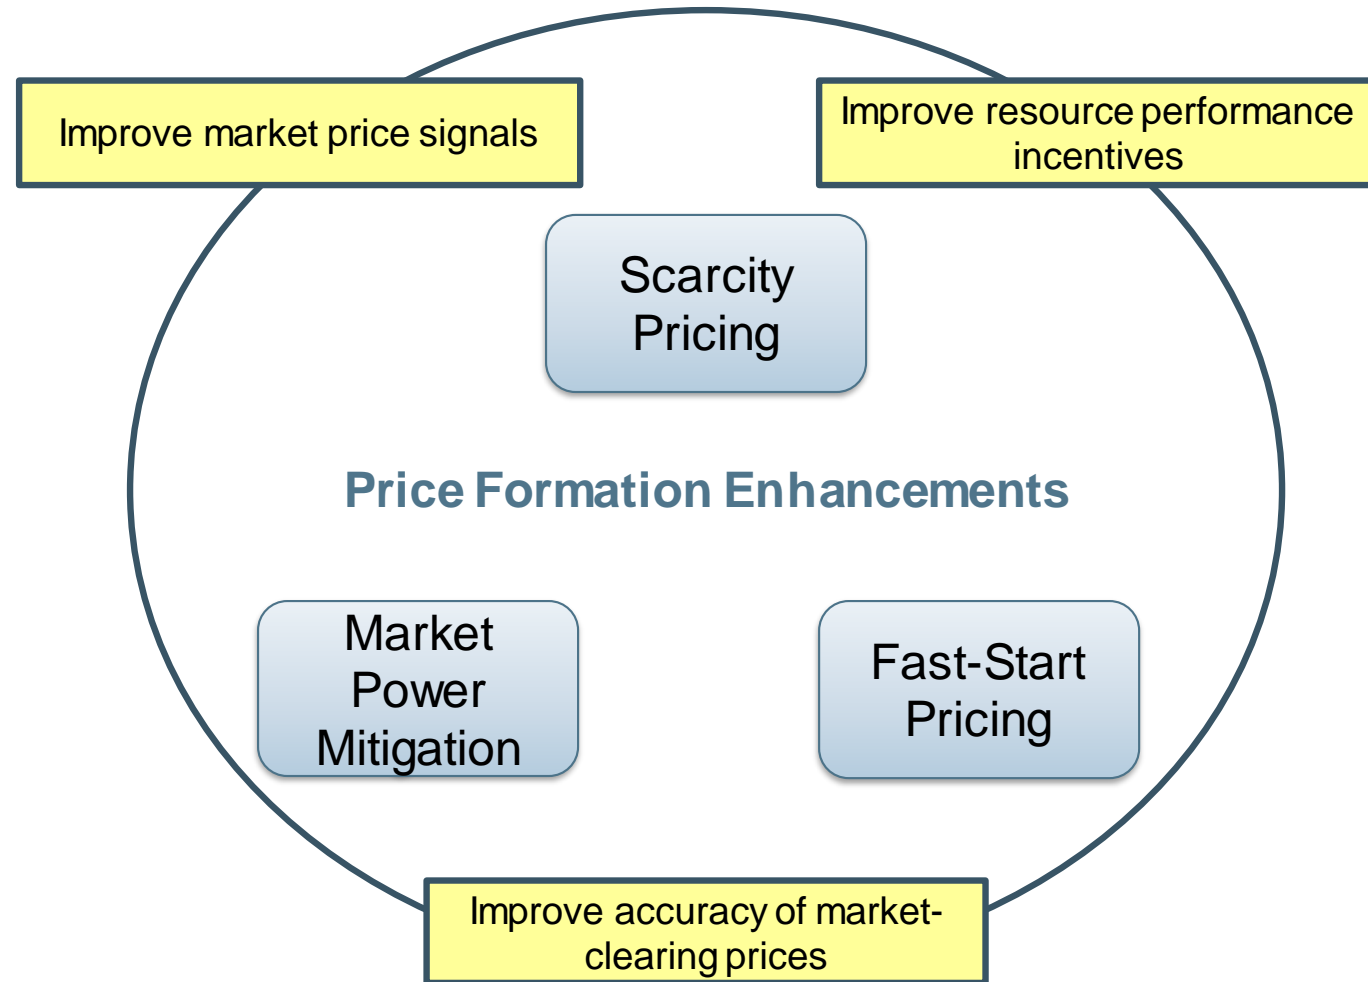 Improve market price signals
Improve resource performance
incentives
Scarcity
Pricing
Price Formation Enhancements
Market
Power
Mitigation
Fast-Start
Pricing
Improve accuracy of market-
clearing prices